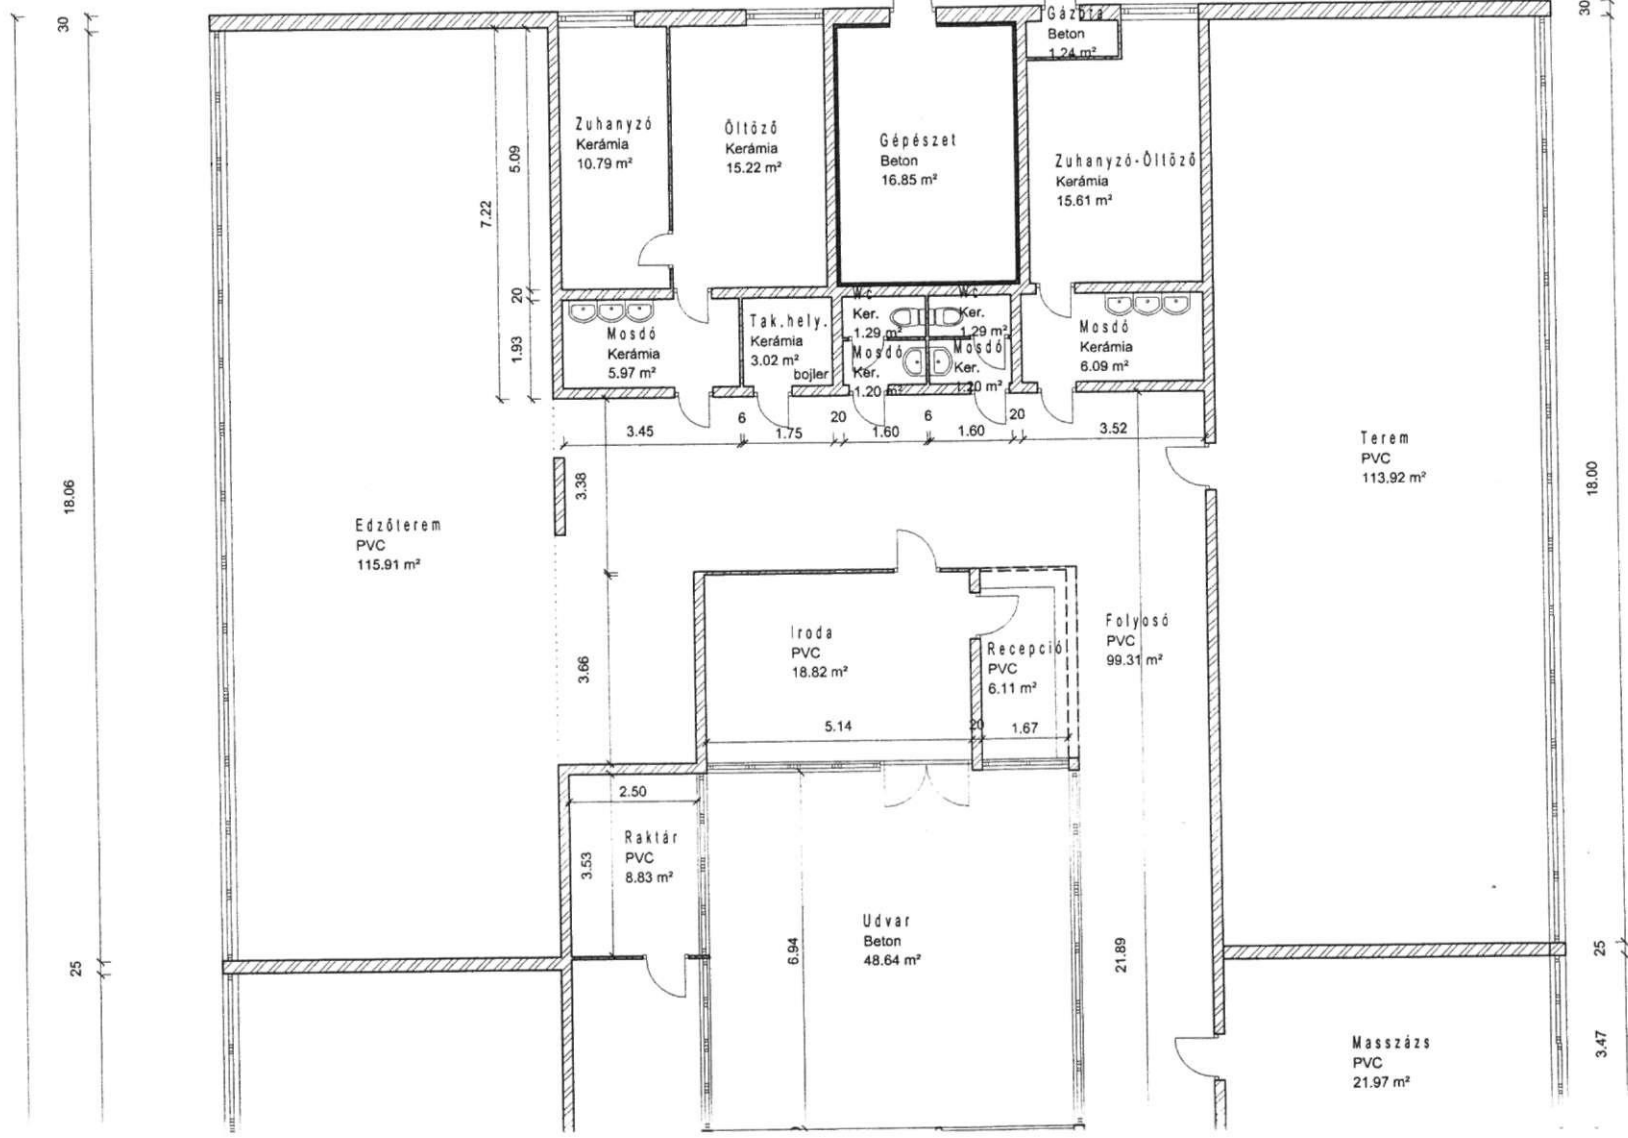 30
30
Gázóra
Beton
1.24 m²
Zuhanyzó
Kerámia
10.79 m²
Öltöző
Kerámia
15.22 m²
Gépészet
Beton
16.85 m²
Zuhanyzó-Öltöző
Kerámia
15.61 m²
5.09
7.22
20
1.93
Mosdó
Kerámia
5.97 m²
Tak.hely.
Kerámia
3.02 m²
bojler
Wc
Ker.
1.29 m²
Wc
Ker.
1.29 m²
Mosdó
Ker.
1.20 m²
Mosdó
Ker.
1.20 m²
Mosdó
Kerámia
6.09 m²
3.45
6
1.75
20
1.60
6
1.60
20
3.52
18.06
3.38
Edzőterem
PVC
115.91 m²
Terem
PVC
113.92 m²
18.00
3.66
Iroda
PVC
18.82 m²
Recepció
PVC
6.11 m²
Folyosó
PVC
99.31 m²
5.14
20
1.67
2.50
Raktár
PVC
8.83 m²
3.53
Udvar
Beton
48.64 m²
6.94
21.89
25
25
Masszázs
PVC
21.97 m²
3.47